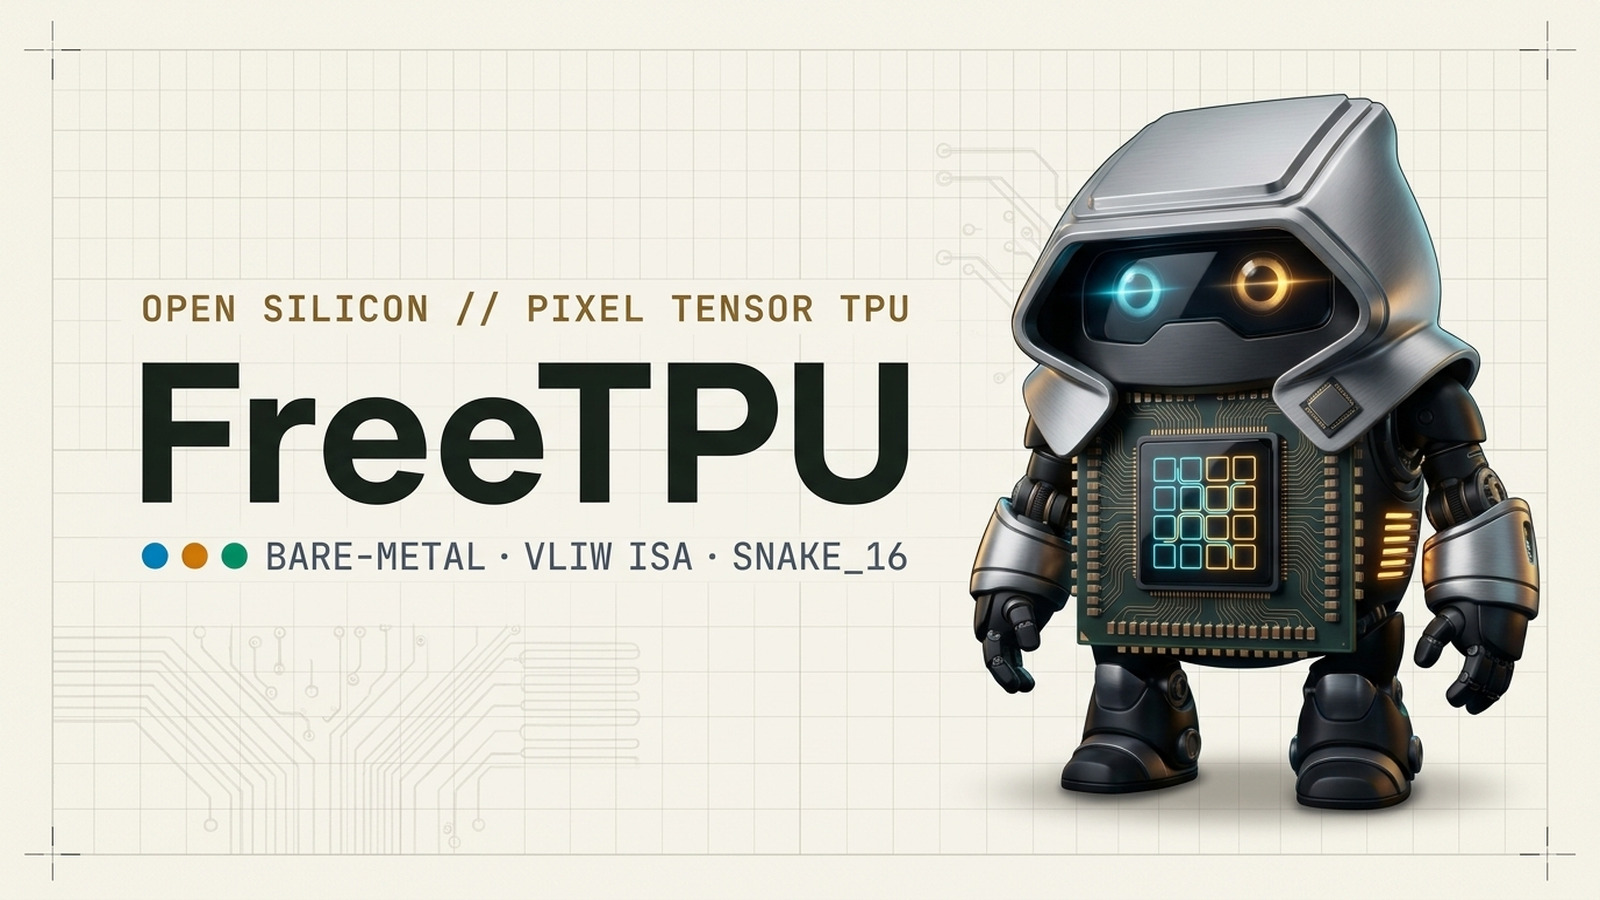 OPEN SILICON // PIXEL TENSOR TPU
FreeTPU
BARE-METAL · VLIW ISA · SNAKE_16